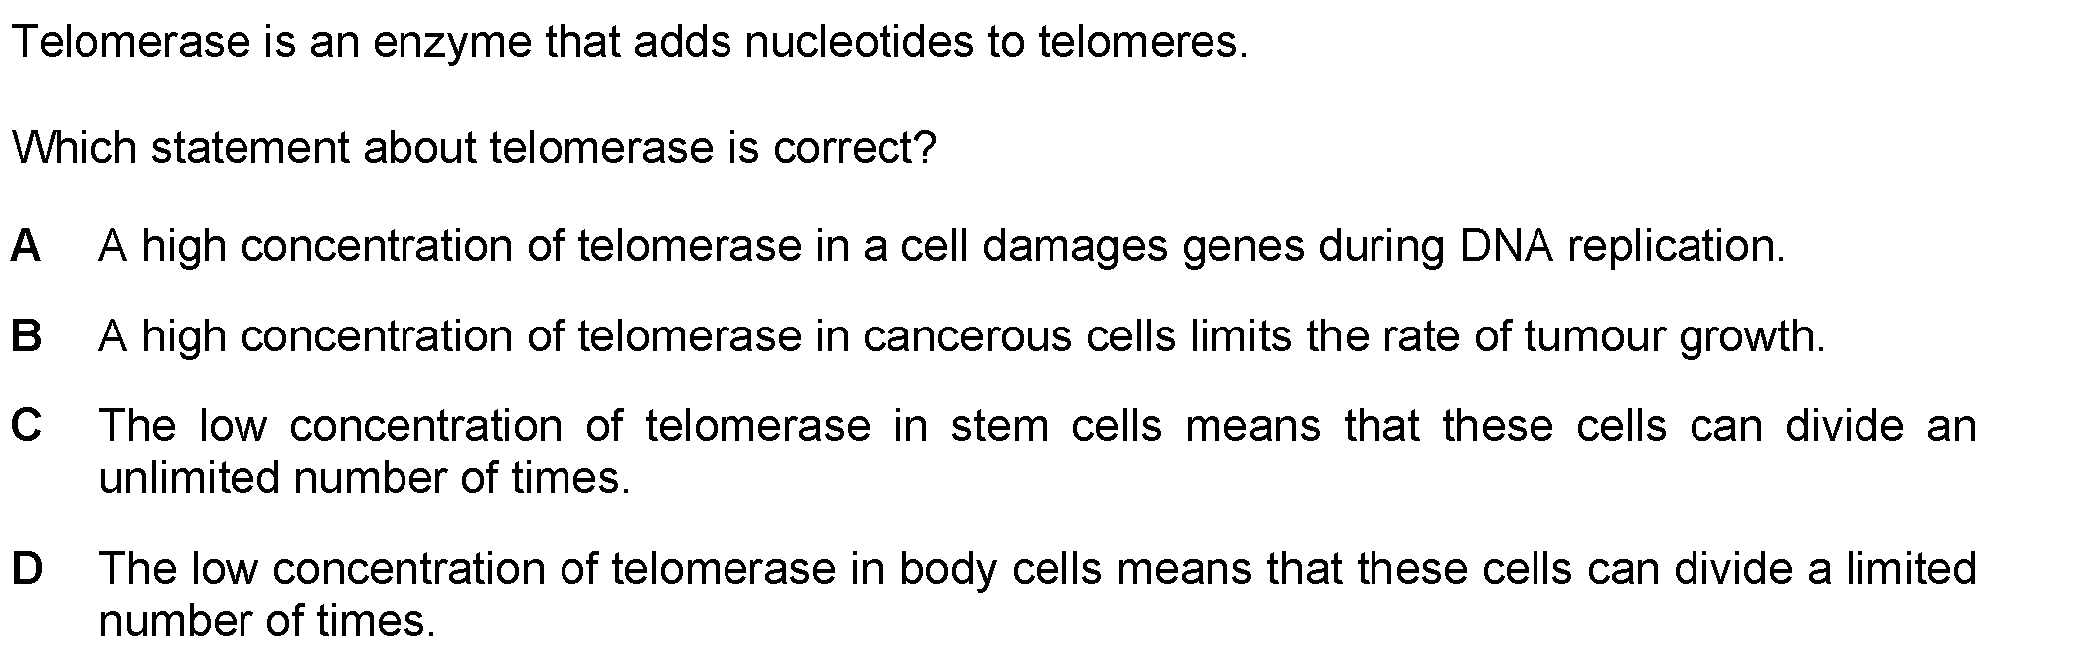 Telomerase is an enzyme that adds nucleotides to telomeres.
Which statement about telomerase is correct?
A A high concentration of telomerase in a cell damages genes during DNA replication.
B A high concentration of telomerase in cancerous cells limits the rate of tumour growth.
C The low concentration of telomerase in stem cells means that these cells can divide an
unlimited number of times.
D The low concentration of telomerase in body cells means that these cells can divide a limited
number of times.